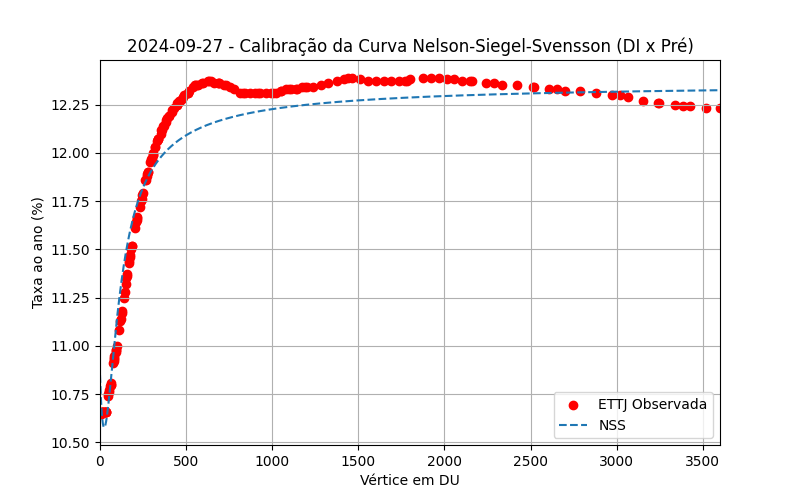 2024-09-27 - Calibração da Curva Nelson-Siegel-Svensson (DI x Pré)
Taxa ao ano (%)
12.25
12.00
11.75
11.50
11.25
11.00
10.75
10.50
ETTJ Observada
NSS
0 500 1000 1500 2000 2500 3000 3500
Vértice em DU